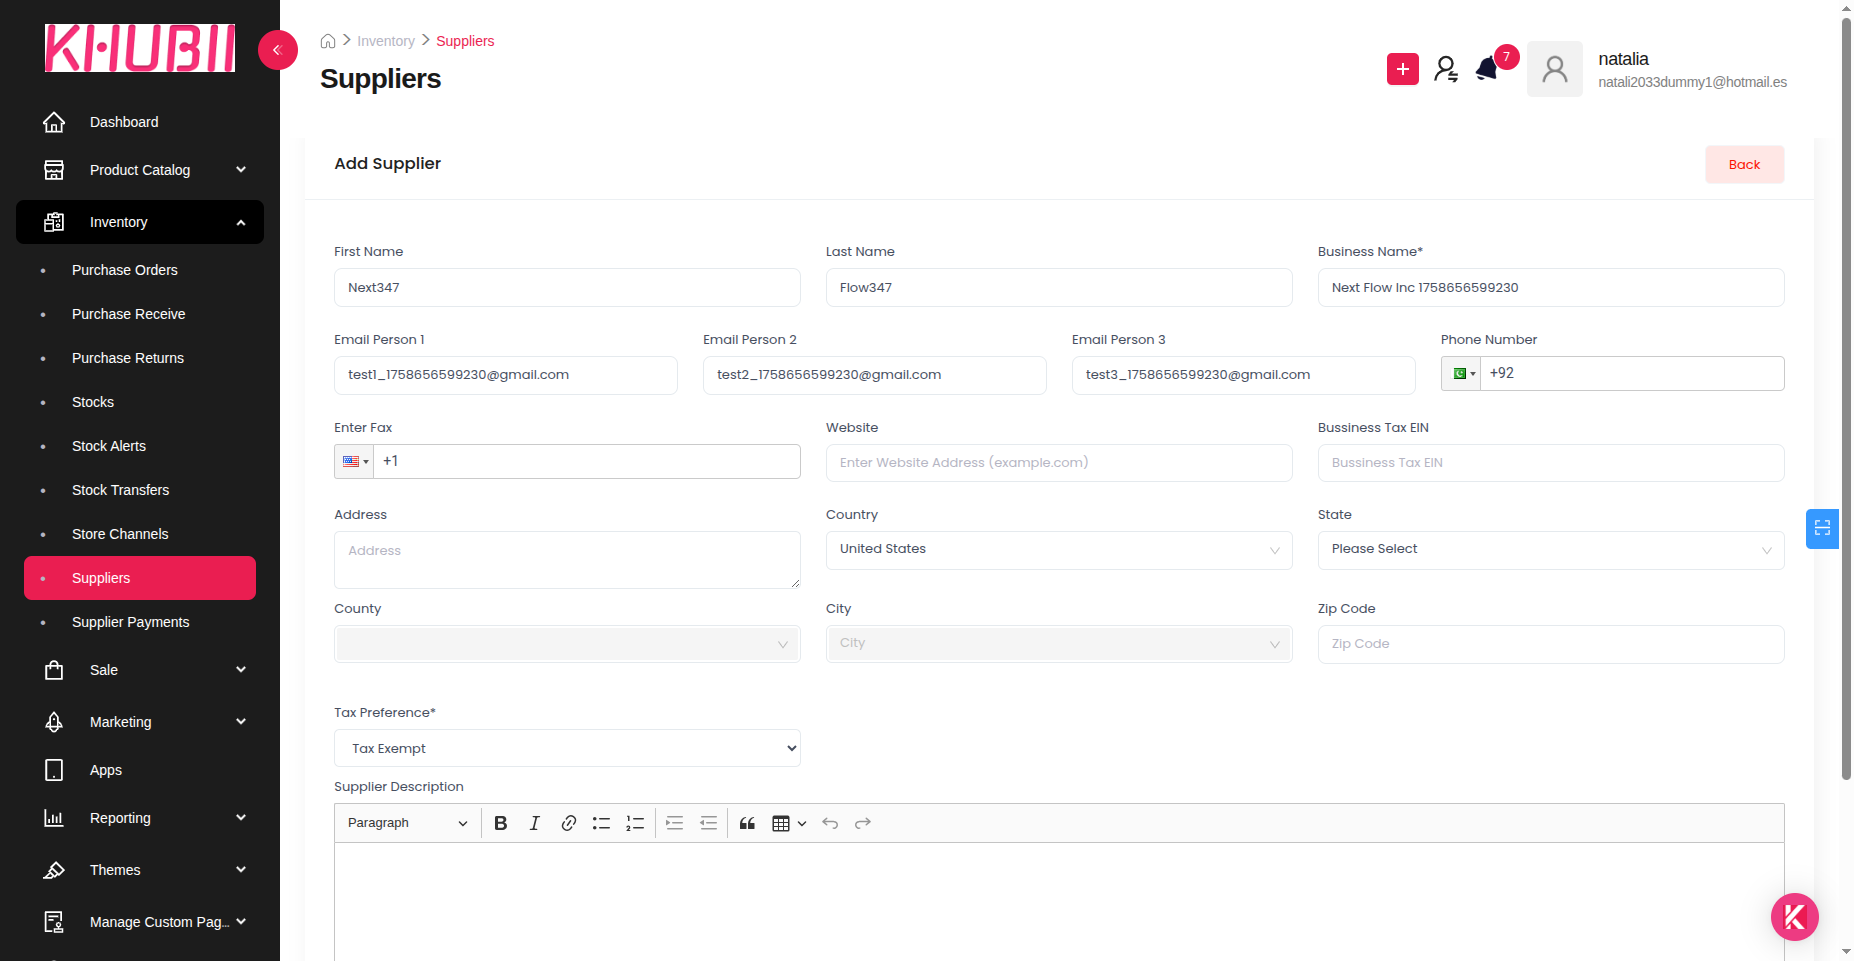 KHUBII
Dashboard
Product Catalog
Inventory
Purchase Orders
Purchase Receive
Purchase Returns
Stocks
Stock Alerts
Stock Transfers
Store Channels
Suppliers
Supplier Payments
Sale
Marketing
Apps
Reporting
Themes
Manage Custom Pag...
Inventory Suppliers
Suppliers
7
natalia
natali2033dummy1@hotmail.es
Add Supplier
Back
First Name Last Name Business Name*
Next347 Flow347 Next Flow Inc 1758656599230
Email Person 1 Email Person 2 Email Person 3 Phone Number
test1_1758656599230@gmail.com test2_1758656599230@gmail.com test3_1758656599230@gmail.com +92
Enter Fax Website Bussiness Tax EIN
+1 Enter Website Address (example.com) Bussiness Tax EIN
Address Country State
Address United States Please Select
County City Zip Code
City Zip Code
Tax Preference*
Tax Exempt
Supplier Description
Paragraph
K